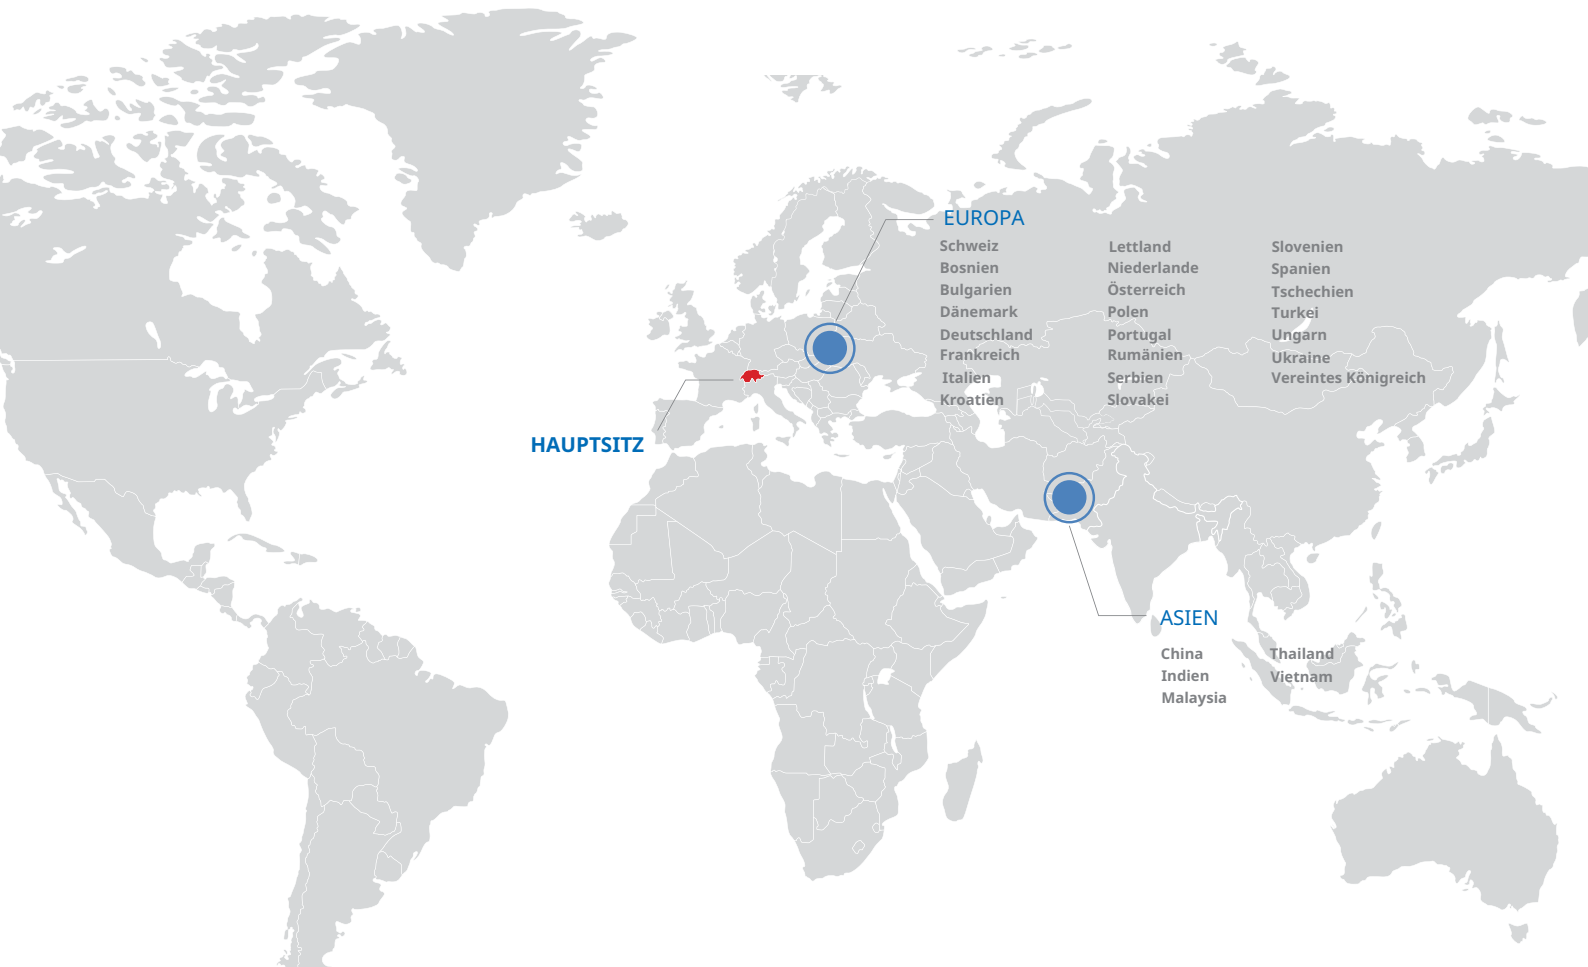 EUROPA
Schweiz
Bosnien
Bulgarien
Dänemark
Deutschland
Frankreich
Italien
Kroatien
Lettland
Niederlande
Österreich
Polen
Portugal
Rumänien
Serbien
Slovakei
Slovenien
Spanien
Tschechien
Turkei
Ungarn
Ukraine
Vereintes Königreich
HAUPTSITZ
ASIEN
China
Indien
Malaysia
Thailand
Vietnam